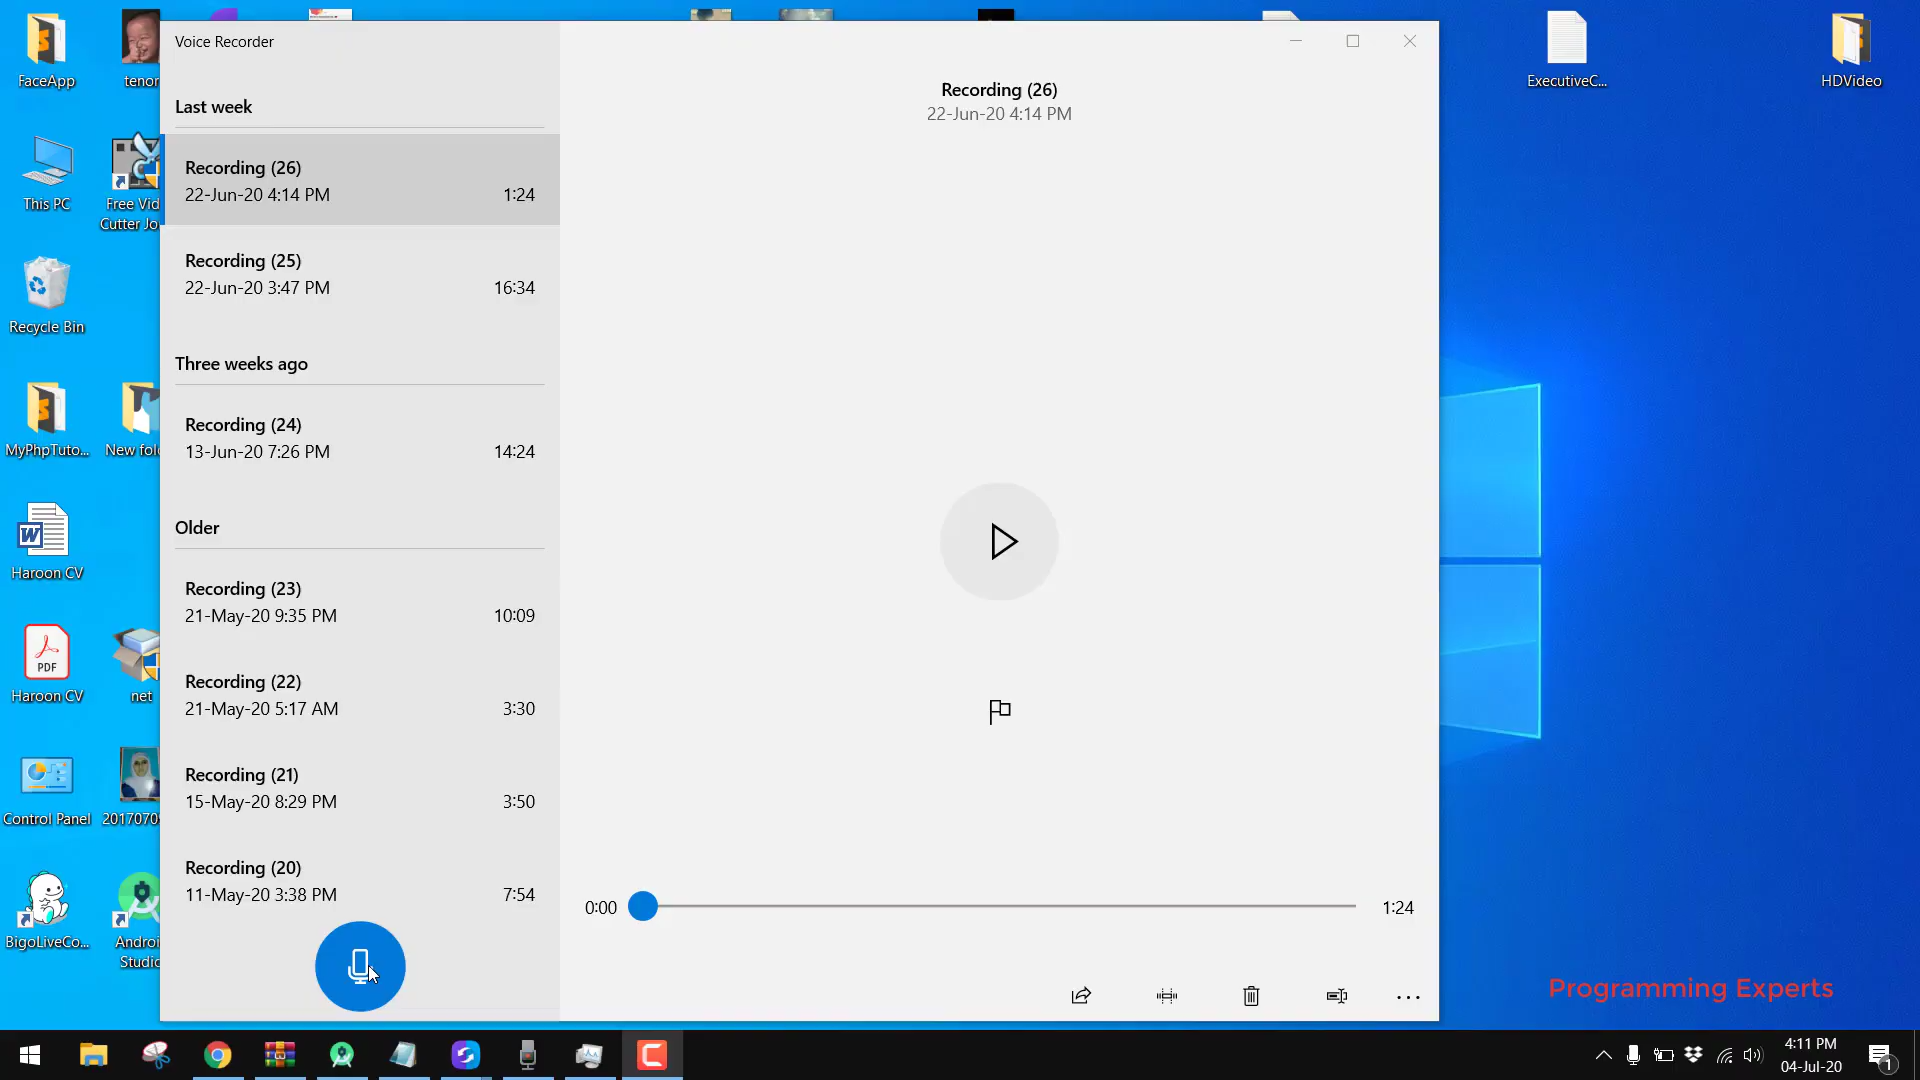 Voice Recorder
Last week
Recording (26)
22-Jun-20 4:14 PM
1:24
Recording (25)
22-Jun-20 3:47 PM
16:34
Three weeks ago
Recording (24)
13-Jun-20 7:26 PM
14:24
Older
Recording (23)
21-May-20 9:35 PM
10:09
Recording (22)
21-May-20 5:17 AM
3:30
Recording (21)
15-May-20 8:29 PM
3:50
Recording (20)
11-May-20 3:38 PM
7:54
Recording (26)
22-Jun-20 4:14 PM
0:00
1:24
FaceApp
tenor
This PC
Free Vid
Cutter Jo
Recycle Bin
MyPhpTuto...
New fol
Haroon CV
PDF
Haroon CV
net
Control Panel
2017070
BigoLiveCo...
Androi
Studio
ExecutiveC...
HDVideo
Programming Experts
4:11 PM
04-Jul-20
1